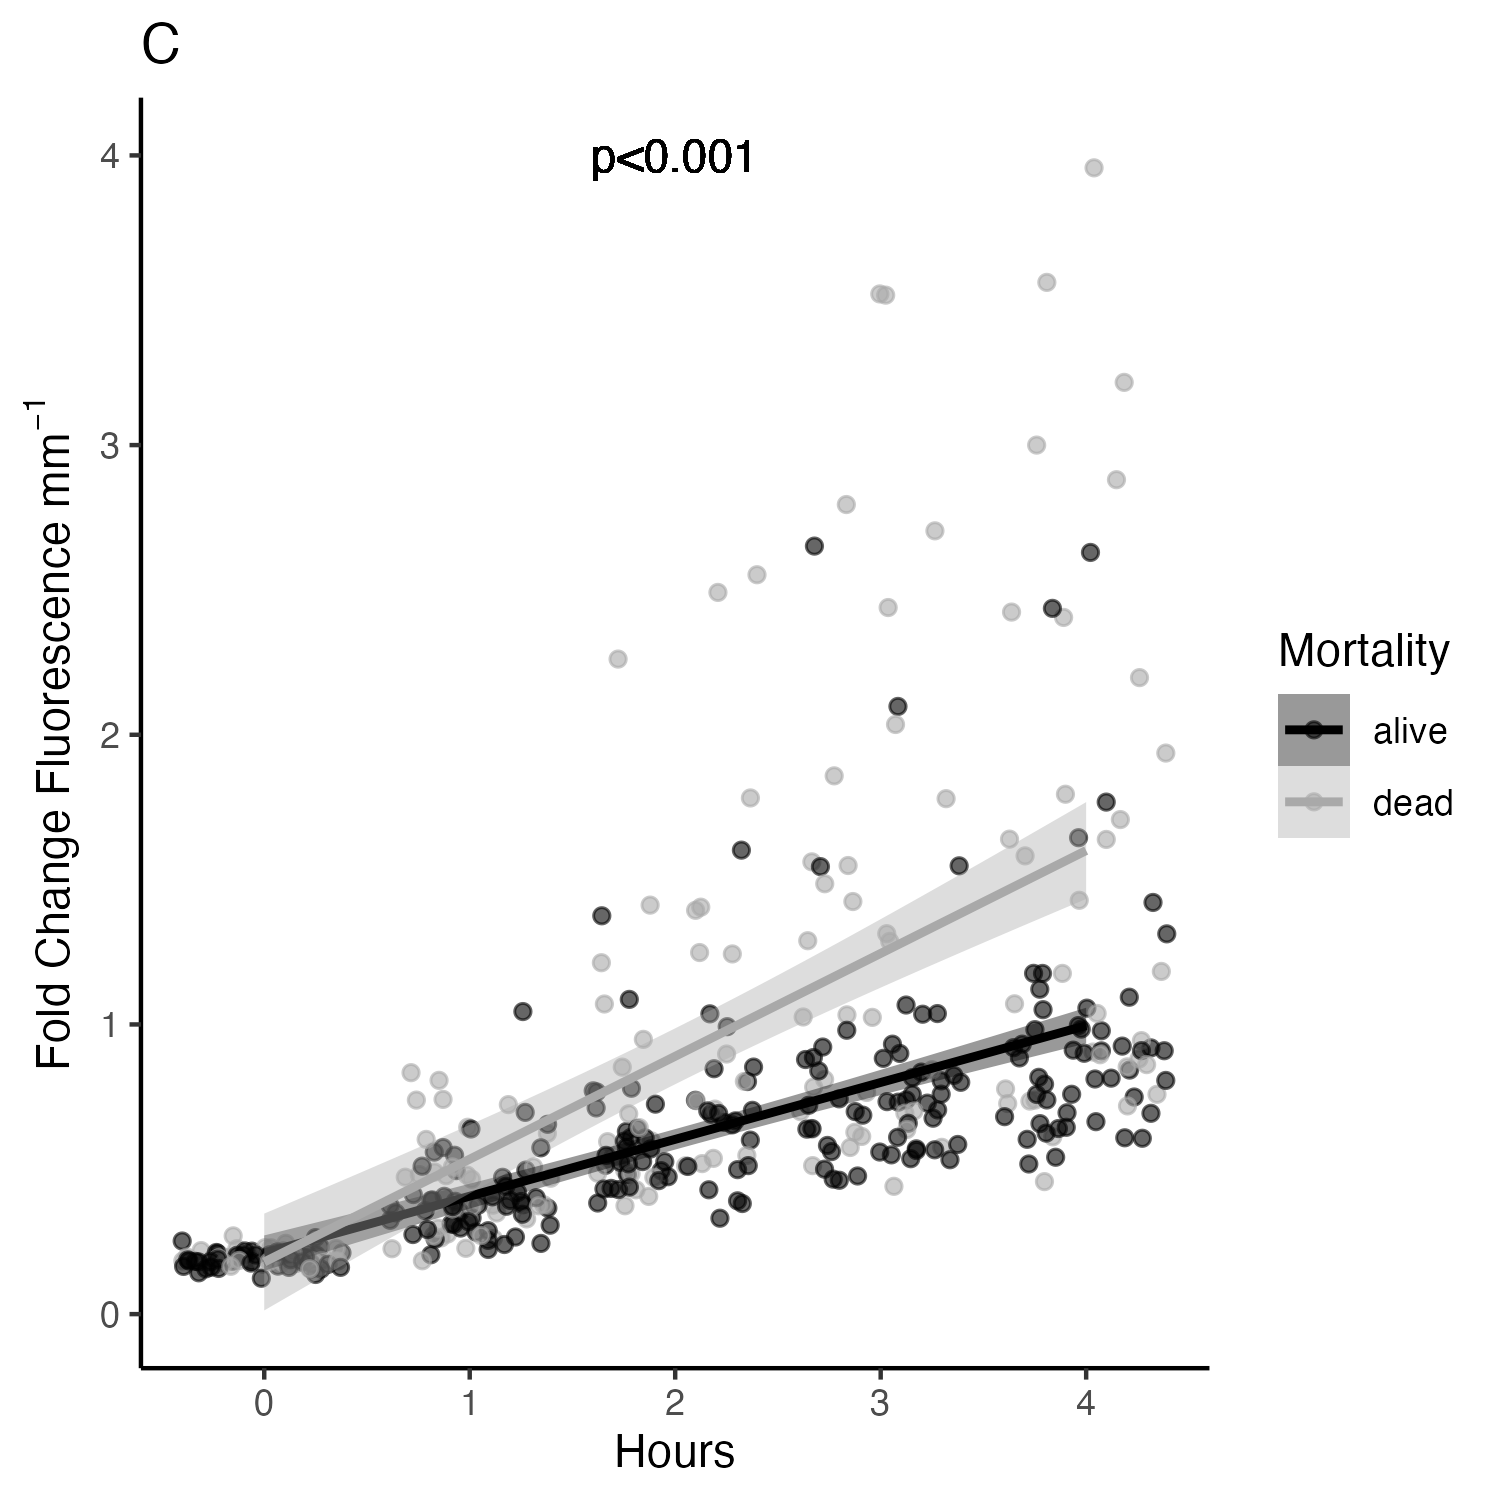 C
p<0.001
Fold Change Fluorescence mm⁻¹
4
3
2
1
0
0 1 2 3 4
Hours
Mortality
alive
dead